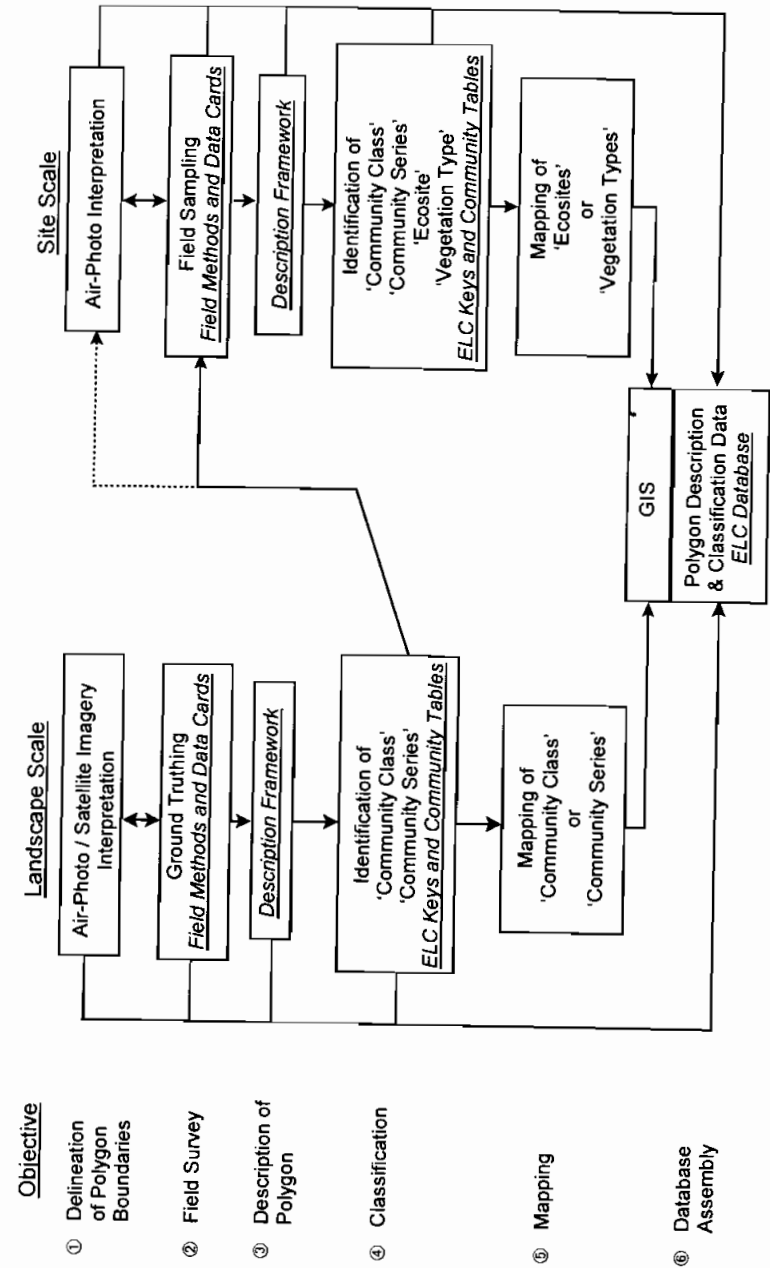 Objective
① Delineation
of Polygon
Boundaries
② Field Survey
③ Description of
Polygon
④ Classification
⑤ Mapping
⑥ Database
Assembly
Landscape Scale
Air-Photo / Satellite Imagery
Interpretation
Ground Truthing
Field Methods and Data Cards
Description Framework
Identification of
'Community Class'
'Community Series'
ELC Keys and Community Tables
Mapping of
'Community Class'
or
'Community Series'
Site Scale
Air-Photo Interpretation
Field Sampling
Field Methods and Data Cards
Description Framework
Identification of
'Community Class'
'Community Series'
'Ecosite'
'Vegetation Type'
ELC Keys and Community Tables
Mapping of
'Ecosites'
or
'Vegetation Types'
GIS
Polygon Description
& Classification Data
ELC Database